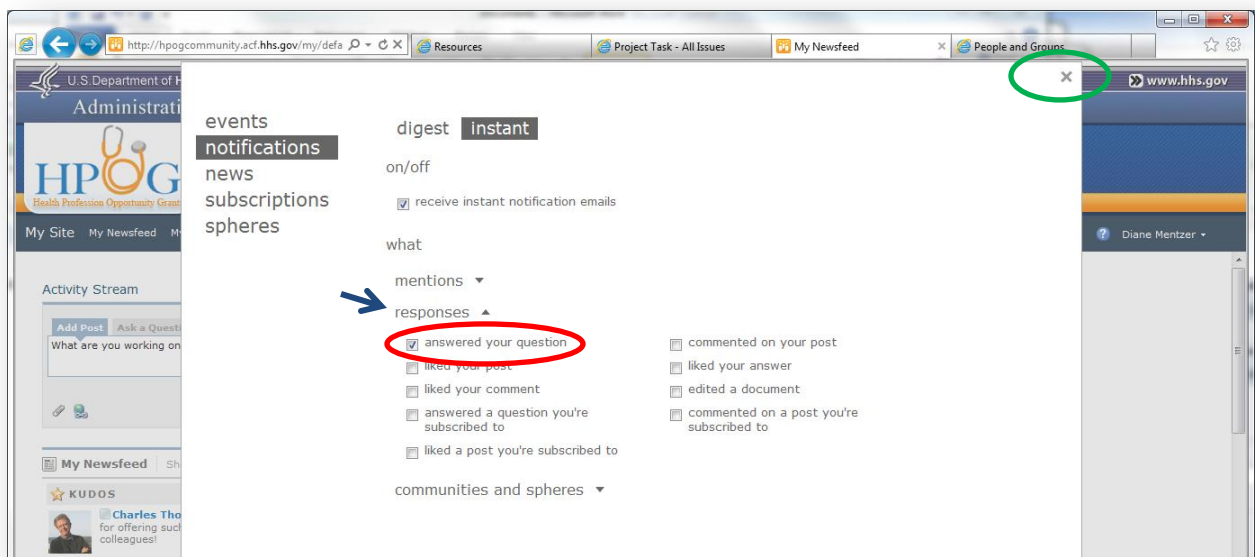 http://hpogcommunity.acf.hhs.gov/my/defa
Resources
Project Task - All Issues
My Newsfeed
People and Groups
U.S.Department of H
www.hhs.gov
Administrati
HPOG
Health Profession Opportunity Grant
My Site My Newsfeed M
Diane Mentzer
events
notifications
news
subscriptions
spheres
digest instant
on/off
receive instant notification emails
what
mentions
responses
answered your question
commented on your post
liked your post
liked your answer
liked your comment
edited a document
answered a question you're
subscribed to
commented on a post you're
subscribed to
liked a post you're subscribed to
communities and spheres
Activity Stream
Add Post Ask a Questi
What are you working on
My Newsfeed Sh
KUDOS
Charles Tho
for offering such
colleagues!